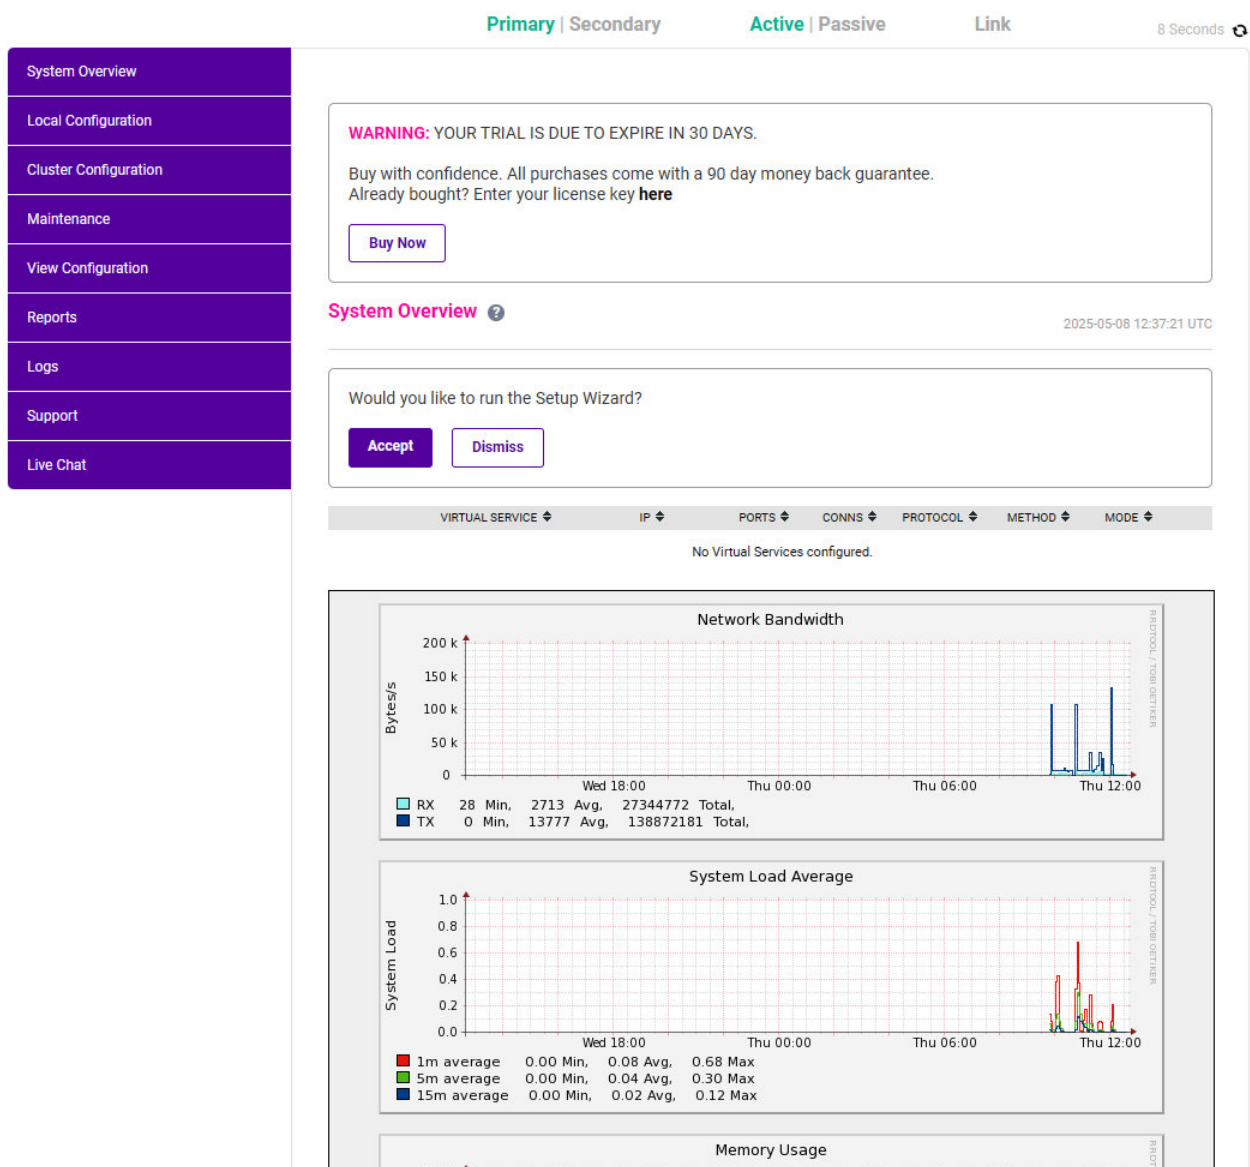 Primary | Secondary Active | Passive Link 8 Seconds
System Overview
Local Configuration
Cluster Configuration
Maintenance
View Configuration
Reports
Logs
Support
Live Chat
WARNING: YOUR TRIAL IS DUE TO EXPIRE IN 30 DAYS.
Buy with confidence. All purchases come with a 90 day money back guarantee.
Already bought? Enter your license key here
Buy Now
System Overview ?
2025-05-08 12:37:21 UTC
Would you like to run the Setup Wizard?
Accept Dismiss
VIRTUAL SERVICE IP PORTS CONNS PROTOCOL METHOD MODE
No Virtual Services configured.
Network Bandwidth
RRDTOOL / TOBI OETIKER
Bytes/s
200 k
150 k
100 k
50 k
0
Wed 18:00 Thu 00:00 Thu 06:00 Thu 12:00
RX 28 Min, 2713 Avg, 27344772 Total,
TX 0 Min, 13777 Avg, 138872181 Total,
System Load Average
RRDTOOL / TOBI OETIKER
System Load
1.0
0.8
0.6
0.4
0.2
0.0
Wed 18:00 Thu 00:00 Thu 06:00 Thu 12:00
1m average 0.00 Min, 0.08 Avg, 0.68 Max
5m average 0.00 Min, 0.04 Avg, 0.30 Max
15m average 0.00 Min, 0.02 Avg, 0.12 Max
Memory Usage